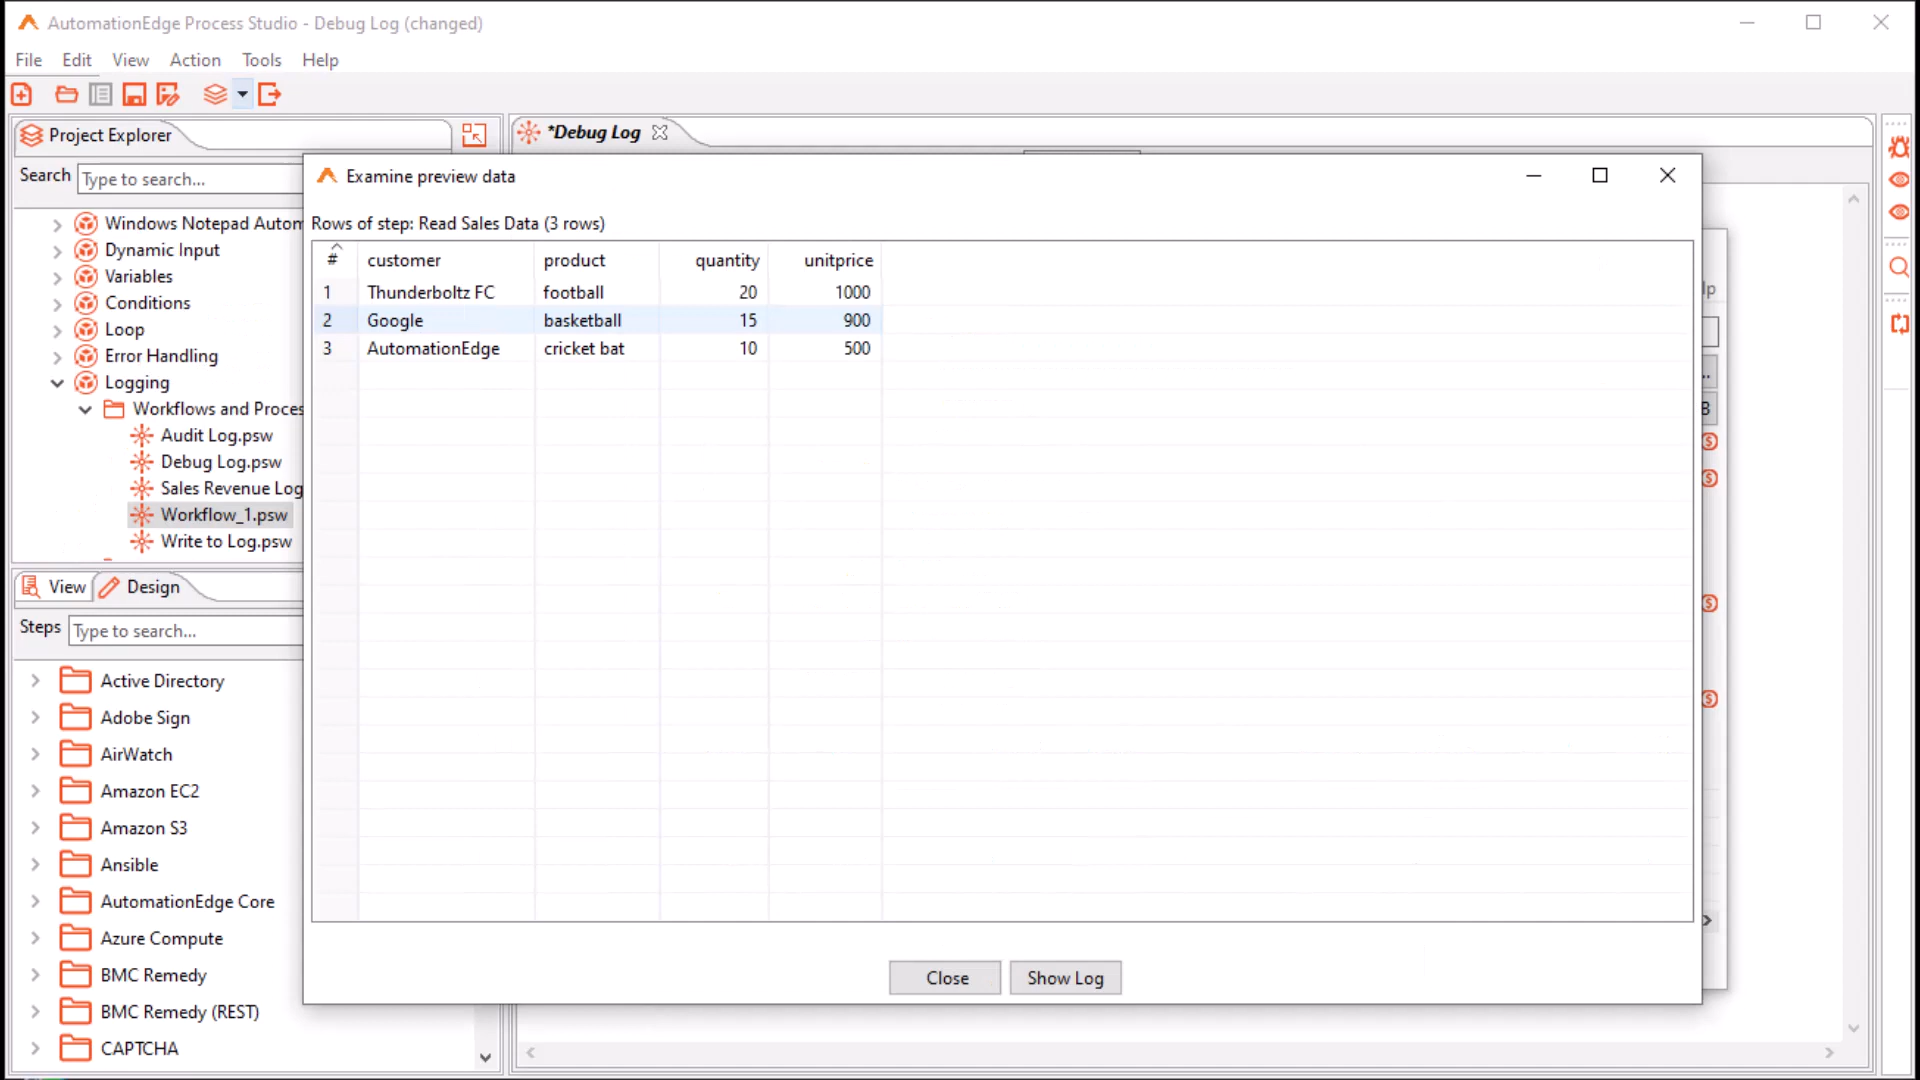 AutomationEdge Process Studio - Debug Log (changed)
File Edit View Action Tools Help
Project Explorer
*Debug Log
Search Type to search...
Examine preview data
Rows of step: Read Sales Data (3 rows)
# customer product quantity unitprice
1 Thunderboltz FC football 20 1000
2 Google basketball 15 900
3 AutomationEdge cricket bat 10 500
Close Show Log
Windows Notepad Autom
Dynamic Input
Variables
Conditions
Loop
Error Handling
Logging
Workflows and Proces
Audit Log.psw
Debug Log.psw
Sales Revenue Log
Workflow_1.psw
Write to Log.psw
View Design
Steps Type to search...
Active Directory
Adobe Sign
AirWatch
Amazon EC2
Amazon S3
Ansible
AutomationEdge Core
Azure Compute
BMC Remedy
BMC Remedy (REST)
CAPTCHA